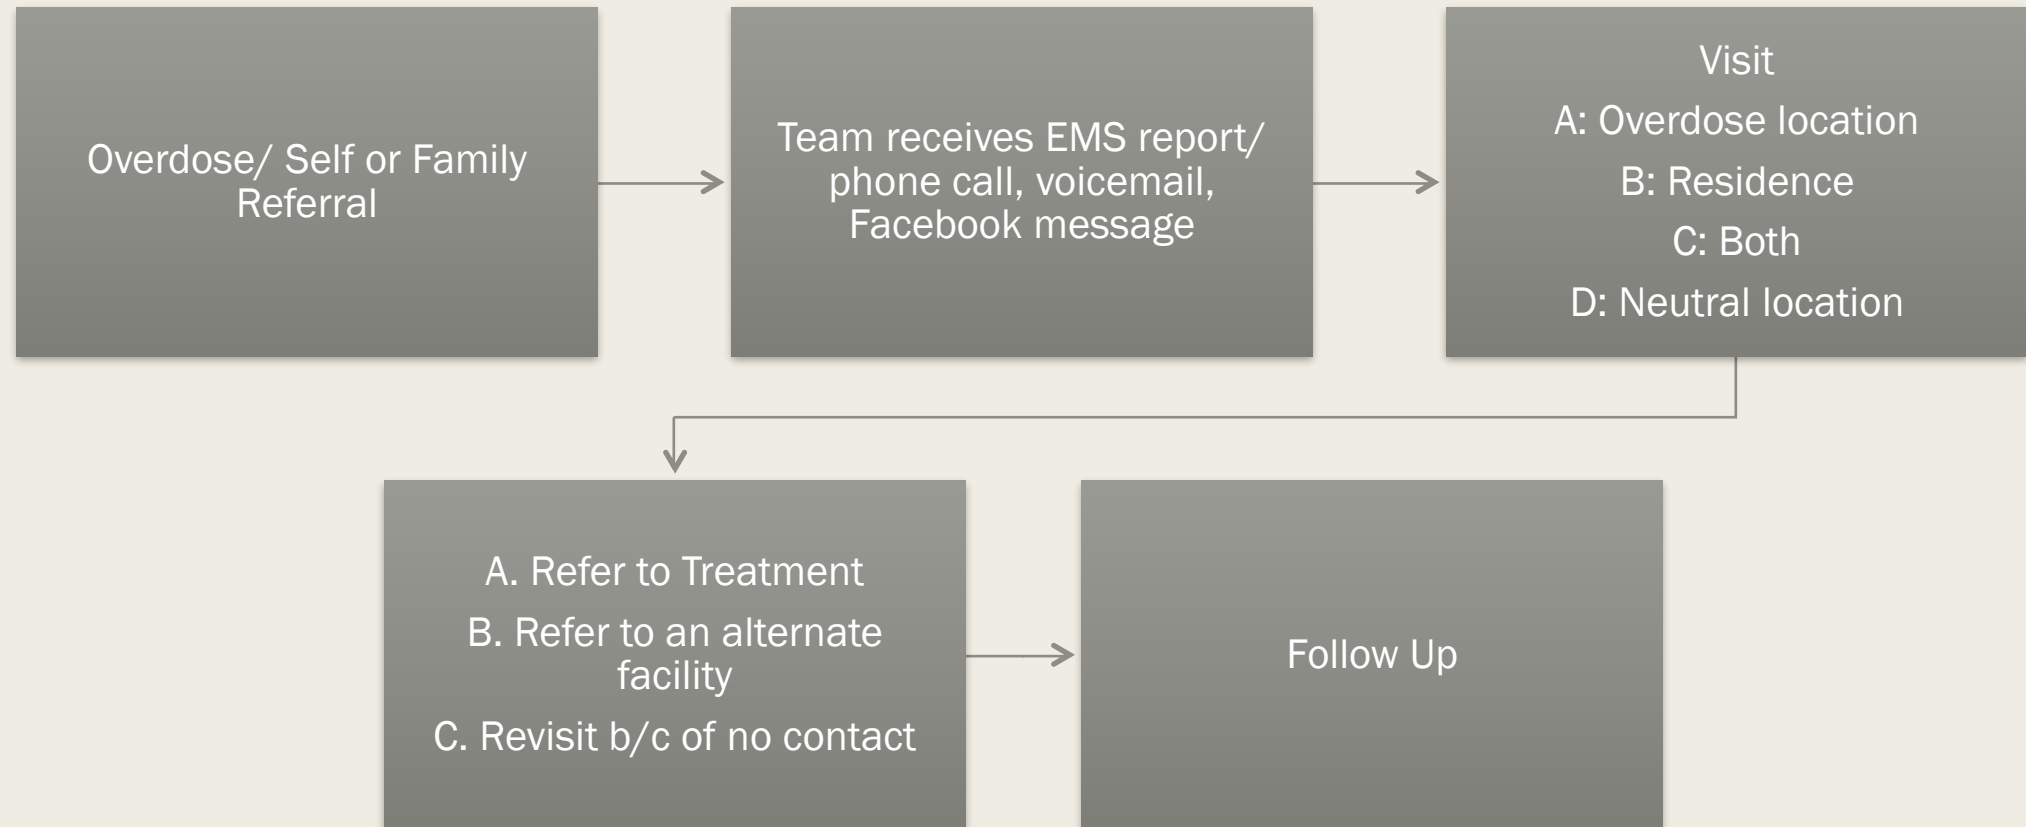 Overdose/ Self or Family
Referral
Team receives EMS report/
phone call, voicemail,
Facebook message
Visit
A: Overdose location
B: Residence
C: Both
D: Neutral location
A. Refer to Treatment
B. Refer to an alternate
facility
C. Revisit b/c of no contact
Follow Up